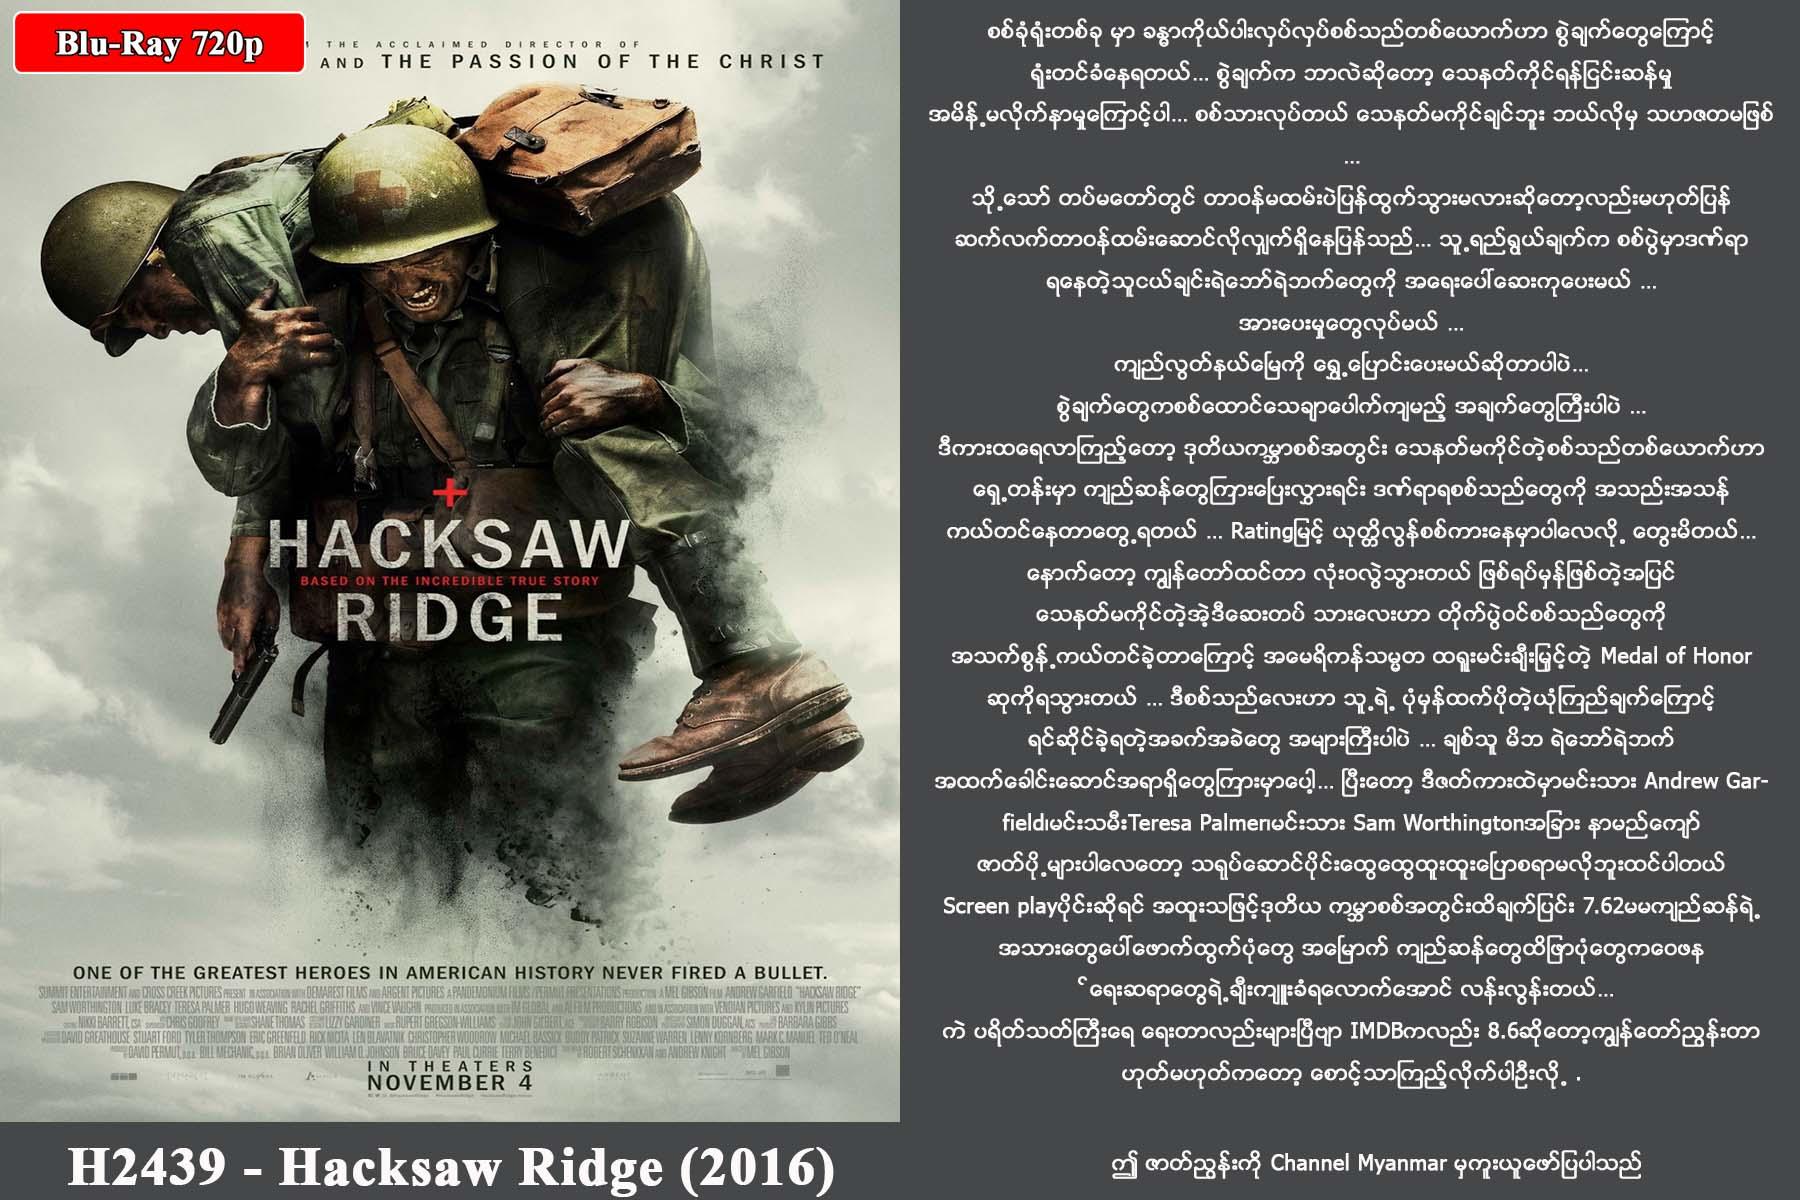 Blu-Ray 720p
THE ACCLAIMED DIRECTOR OF
AND THE PASSION OF THE CHRIST
HACKSAW
BASED ON THE INCREDIBLE TRUE STORY
RIDGE
ONE OF THE GREATEST HEROES IN AMERICAN HISTORY NEVER FIRED A BULLET.
IN THEATERS
NOVEMBER 4
H2439 - Hacksaw Ridge (2016)
စစ်ခုံရုံးတစ်ခု မှာ ခန္ဓာကိုယ်ပါးလှပ်လှပ်စစ်သည်တစ်ယောက်ဟာ စွဲချက်တွေကြောင့်
ရုံးတင်ခံနေရတယ်... စွဲချက်က ဘာလဲဆိုတော့ သေနတ်ကိုင်ရန်ငြင်းဆန်မှု
အမိန့်မလိုက်နာမှုကြောင့်ပါ... စစ်သားလုပ်တယ် သေနတ်မကိုင်ချင်ဘူး ဘယ်လိုမှ သဟဇတမဖြစ်
...
သို့သော် တပ်မတော်တွင် တာဝန်မထမ်းပဲပြန်ထွက်သွားမလားဆိုတော့လည်းမဟုတ်ပြန်
ဆက်လက်တာဝန်ထမ်းဆောင်လိုလျှက်ရှိနေပြန်သည်... သူ့ရည်ရွယ်ချက်က စစ်ပွဲမှာဒဏ်ရာ
ရနေတဲ့သူငယ်ချင်းရဲဘော်ရဲဘက်တွေကို အရေးပေါ်ဆေးကုပေးမယ် ...
အားပေးမှုတွေလုပ်မယ် ...
ကျည်လွတ်နယ်မြေကို ရွှေ့ပြောင်းပေးမယ်ဆိုတာပါပဲ...
စွဲချက်တွေကစစ်ထောင်သေချာပေါက်ကျမည့် အချက်တွေကြီးပါပဲ ...
ဒီကားထရေလာကြည့်တော့ ဒုတိယကမ္ဘာစစ်အတွင်း သေနတ်မကိုင်တဲ့စစ်သည်တစ်ယောက်ဟာ
ရှေ့တန်းမှာ ကျည်ဆန်တွေကြားပြေးလွှားရင်း ဒဏ်ရာရစစ်သည်တွေကို အသည်းအသန်
ကယ်တင်နေတာတွေ့ရတယ် ... Ratingမြင့် ယုတ္တိလွန်စစ်ကားနေမှာပါလေလို့ တွေးမိတယ်...
နောက်တော့ ကျွန်တော်ထင်တာ လုံးဝလွဲသွားတယ် ဖြစ်ရပ်မှန်ဖြစ်တဲ့အပြင်
သေနတ်မကိုင်တဲ့အဲ့ဒီဆေးတပ် သားလေးဟာ တိုက်ပွဲဝင်စစ်သည်တွေကို
အသက်စွန့်ကယ်တင်ခဲ့တာကြောင့် အမေရိကန်သမ္မတ ထရူးမင်းချီးမြှင့်တဲ့ Medal of Honor
ဆုကိုရသွားတယ် ... ဒီစစ်သည်လေးဟာ သူ့ရဲ့ ပုံမှန်ထက်ပိုတဲ့ယုံကြည်ချက်ကြောင့်
ရင်ဆိုင်ခဲ့ရတဲ့အခက်အခဲတွေ အများကြီးပါပဲ ... ချစ်သူ မိဘ ရဲဘော်ရဲဘက်
အထက်ခေါင်းဆောင်အရာရှိတွေကြားမှာပေါ့... ပြီးတော့ ဒီဇတ်ကားထဲမှာမင်းသား Andrew Gar-
field၊မင်းသမီးTeresa Palmer၊မင်းသား Sam Worthingtonအခြား နာမည်ကျော်
ဇာတ်ပို့များပါလေတော့ သရုပ်ဆောင်ပိုင်းထွေထွေထူးထူးပြောစရာမလိုဘူးထင်ပါတယ်
Screen playပိုင်းဆိုရင် အထူးသဖြင့်ဒုတိယ ကမ္ဘာစစ်အတွင်းထိချက်ပြင်း 7.62မမကျည်ဆန်ရဲ့
အသားတွေပေါ်ဖောက်ထွက်ပုံတွေ အမြောက် ကျည်ဆန်တွေထိဖြာပုံတွေကဝေဖန
်ရေးဆရာတွေရဲ့ချီးကျူးခံရလောက်အောင် လန်းလွန်းတယ်...
ကဲ ပရိတ်သတ်ကြီးရေ ရေးတာလည်းများပြီဗျာ IMDBကလည်း 8.6ဆိုတော့ကျွန်တော်ညွှန်းတာ
ဟုတ်မဟုတ်ကတော့ စောင့်သာကြည့်လိုက်ပါဦးလို့ .
ဤ ဇာတ်ညွှန်းကို Channel Myanmar မှကူးယူဖော်ပြပါသည်